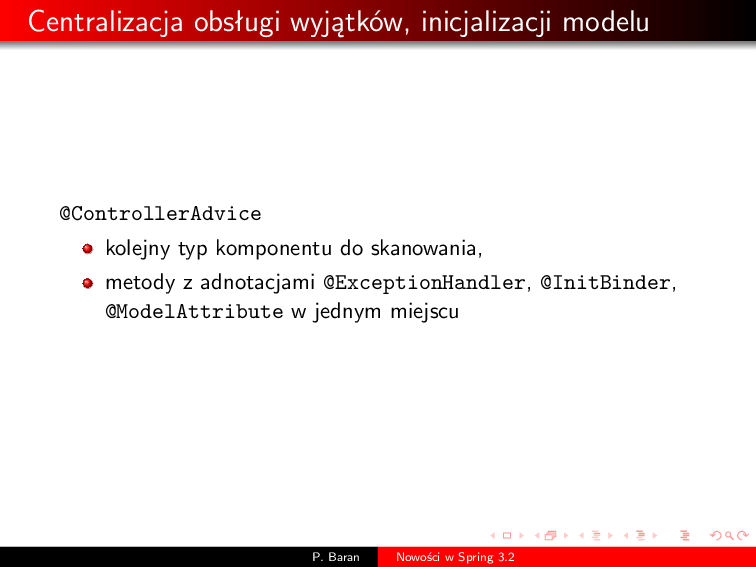 Centralizacja obsługi wyjątków, inicjalizacji modelu
@ControllerAdvice
kolejny typ komponentu do skanowania,
metody z adnotacjami @ExceptionHandler, @InitBinder,
@ModelAttribute w jednym miejscu
P. Baran
Nowości w Spring 3.2